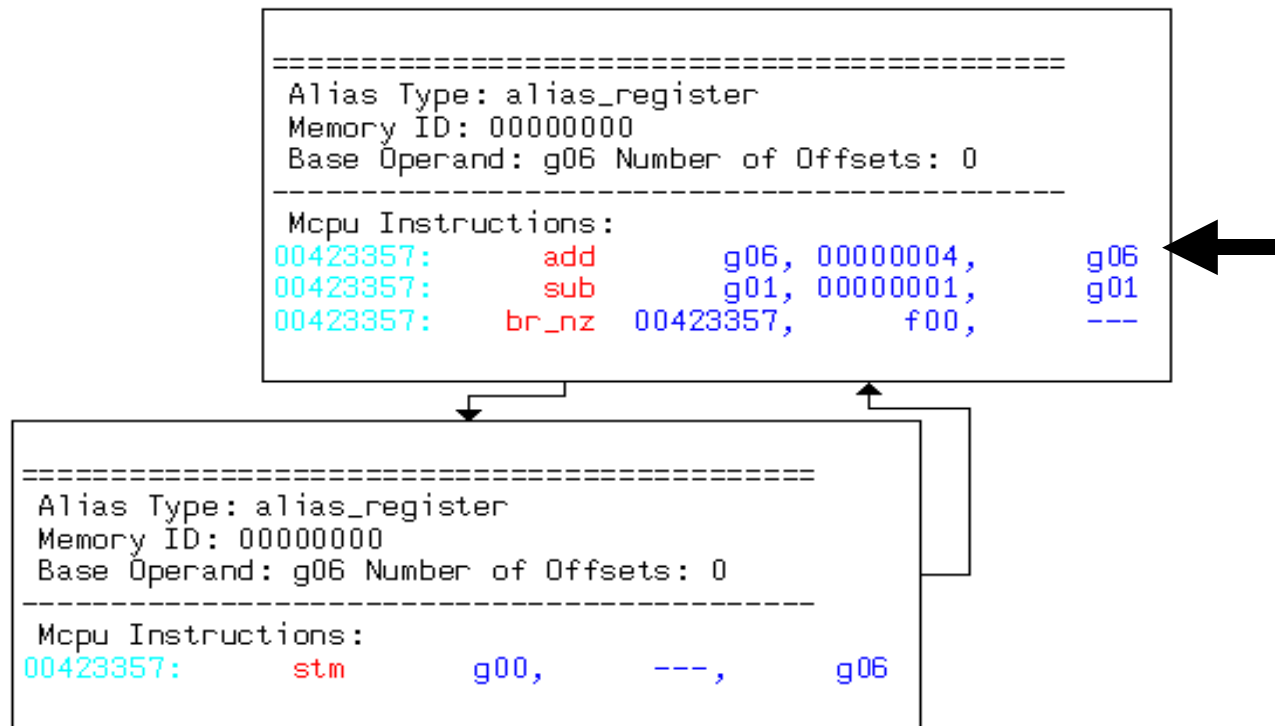 =============================================
Alias Type: alias_register
Memory ID: 00000000
Base Operand: g06 Number of Offsets: 0
---------------------------------------------
Mcpu Instructions:
00423357: add g06, 00000004, g06
00423357: sub g01, 00000001, g01
00423357: br_nz 00423357, f00, ---
=============================================
Alias Type: alias_register
Memory ID: 00000000
Base Operand: g06 Number of Offsets: 0
---------------------------------------------
Mcpu Instructions:
00423357: stm g00, ---, g06